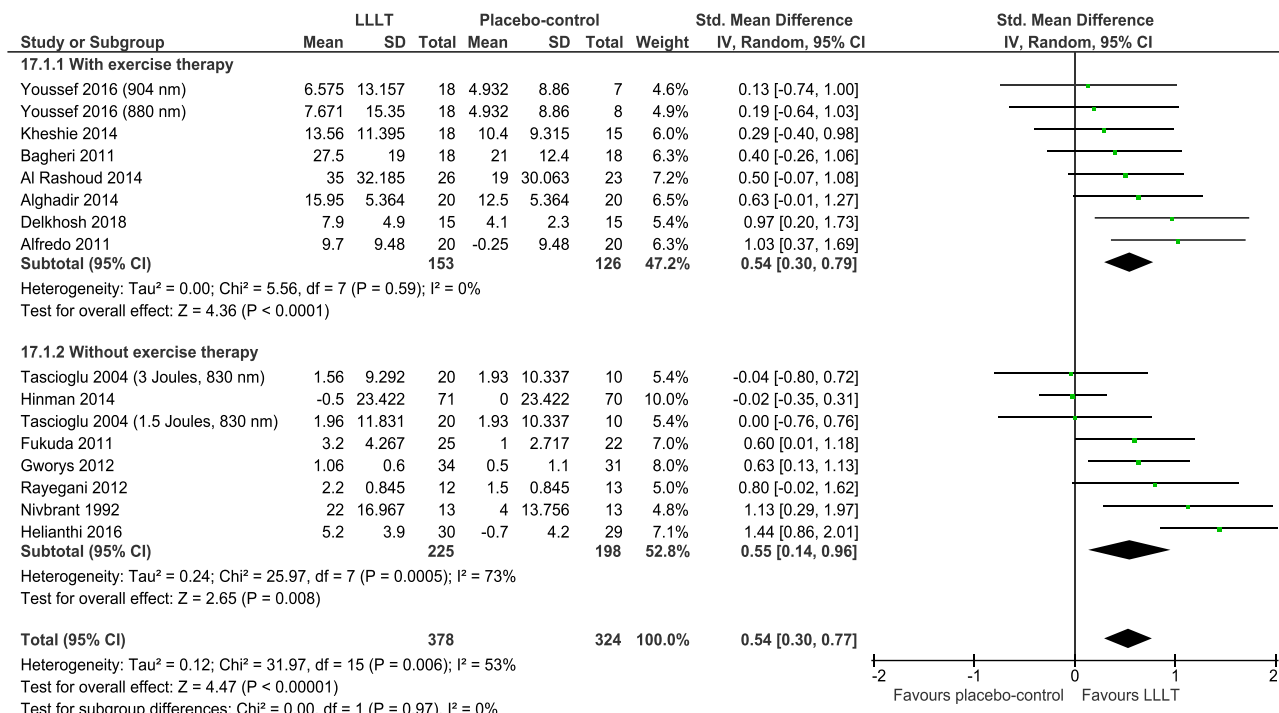 LLLT Placebo-control Std. Mean Difference Std. Mean Difference
Study or Subgroup Mean SD Total Mean SD Total Weight IV, Random, 95% CI IV, Random, 95% CI
17.1.1 With exercise therapy
Youssef 2016 (904 nm) 6.575 13.157 18 4.932 8.86 7 4.6% 0.13 [-0.74, 1.00]
Youssef 2016 (880 nm) 7.671 15.35 18 4.932 8.86 8 4.9% 0.19 [-0.64, 1.03]
Kheshie 2014 13.56 11.395 18 10.4 9.315 15 6.0% 0.29 [-0.40, 0.98]
Bagheri 2011 27.5 19 18 21 12.4 18 6.3% 0.40 [-0.26, 1.06]
Al Rashoud 2014 35 32.185 26 19 30.063 23 7.2% 0.50 [-0.07, 1.08]
Alghadir 2014 15.95 5.364 20 12.5 5.364 20 6.5% 0.63 [-0.01, 1.27]
Delkhosh 2018 7.9 4.9 15 4.1 2.3 15 5.4% 0.97 [0.20, 1.73]
Alfredo 2011 9.7 9.48 20 -0.25 9.48 20 6.3% 1.03 [0.37, 1.69]
Subtotal (95% CI) 153 126 47.2% 0.54 [0.30, 0.79]
Heterogeneity: Tau² = 0.00; Chi² = 5.56, df = 7 (P = 0.59); I² = 0%
Test for overall effect: Z = 4.36 (P < 0.0001)
17.1.2 Without exercise therapy
Tascioglu 2004 (3 Joules, 830 nm) 1.56 9.292 20 1.93 10.337 10 5.4% -0.04 [-0.80, 0.72]
Hinman 2014 -0.5 23.422 71 0 23.422 70 10.0% -0.02 [-0.35, 0.31]
Tascioglu 2004 (1.5 Joules, 830 nm) 1.96 11.831 20 1.93 10.337 10 5.4% 0.00 [-0.76, 0.76]
Fukuda 2011 3.2 4.267 25 1 2.717 22 7.0% 0.60 [0.01, 1.18]
Gworys 2012 1.06 0.6 34 0.5 1.1 31 8.0% 0.63 [0.13, 1.13]
Rayegani 2012 2.2 0.845 12 1.5 0.845 13 5.0% 0.80 [-0.02, 1.62]
Nivbrant 1992 22 16.967 13 4 13.756 13 4.8% 1.13 [0.29, 1.97]
Helianthi 2016 5.2 3.9 30 -0.7 4.2 29 7.1% 1.44 [0.86, 2.01]
Subtotal (95% CI) 225 198 52.8% 0.55 [0.14, 0.96]
Heterogeneity: Tau² = 0.24; Chi² = 25.97, df = 7 (P = 0.0005); I² = 73%
Test for overall effect: Z = 2.65 (P = 0.008)
Total (95% CI) 378 324 100.0% 0.54 [0.30, 0.77]
Heterogeneity: Tau² = 0.12; Chi² = 31.97, df = 15 (P = 0.006); I² = 53%
Test for overall effect: Z = 4.47 (P < 0.00001)
Test for subgroup differences: Chi² = 0.00, df = 1 (P = 0.97), I² = 0%
-2 -1 0 1 2
Favours placebo-control Favours LLLT